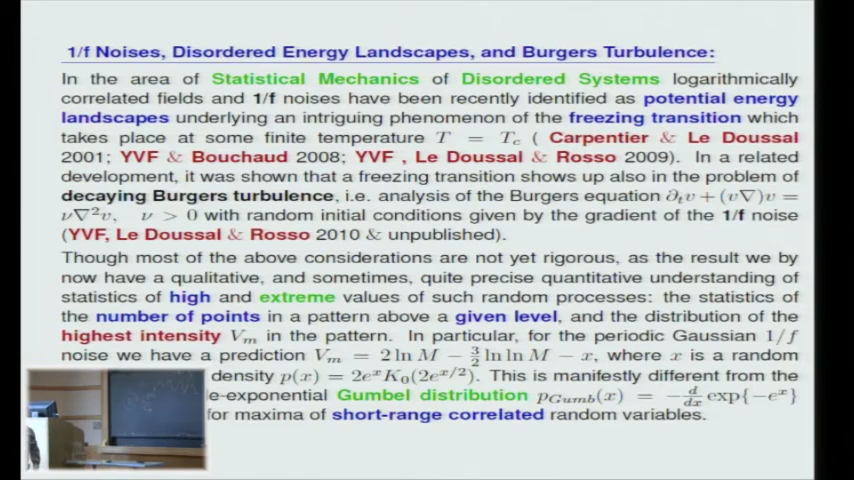 1/f Noises, Disordered Energy Landscapes, and Burgers Turbulence:
In the area of Statistical Mechanics of Disordered Systems logarithmically
correlated fields and 1/f noises have been recently identified as potential energy
landscapes underlying an intriguing phenomenon of the freezing transition which
takes place at some finite temperature T = T_c ( Carpentier & Le Doussal
2001; YVF & Bouchaud 2008; YVF , Le Doussal & Rosso 2009). In a related
development, it was shown that a freezing transition shows up also in the problem of
decaying Burgers turbulence, i.e. analysis of the Burgers equation ∂_t v + (v∇)v =
ν∇²v, ν > 0 with random initial conditions given by the gradient of the 1/f noise
(YVF, Le Doussal & Rosso 2010 & unpublished).
Though most of the above considerations are not yet rigorous, as the result we by
now have a qualitative, and sometimes, quite precise quantitative understanding of
statistics of high and extreme values of such random processes: the statistics of
the number of points in a pattern above a given level, and the distribution of the
highest intensity V_m in the pattern. In particular, for the periodic Gaussian 1/f
noise we have a prediction V_m = 2 ln M − 3/2 ln ln M − x, where x is a random
density p(x) = 2e^x K_0(2e^{x/2}). This is manifestly different from the
e-exponential Gumbel distribution p_{Gumb}(x) = −d/dx exp{−e^x}
for maxima of short-range correlated random variables.